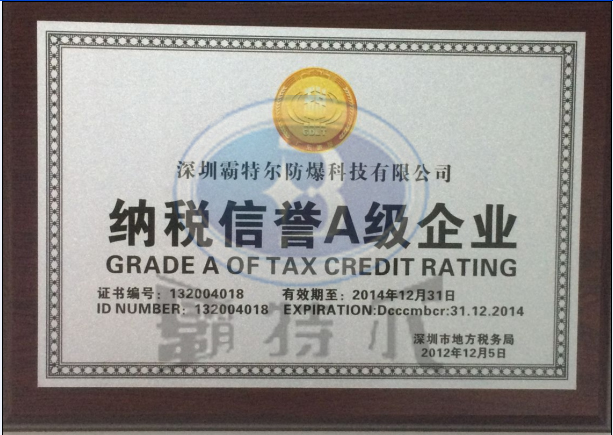 深圳霸特尔防爆科技有限公司
纳税信誉A级企业
GRADE A OF TAX CREDIT RATING
证书编号：132004018 有效期至：2014年12月31日
ID NUMBER：132004018 EXPIRATION:Dcccmbcr:31.12.2014
深圳市地方税务局
2012年12月5日
霸特尔